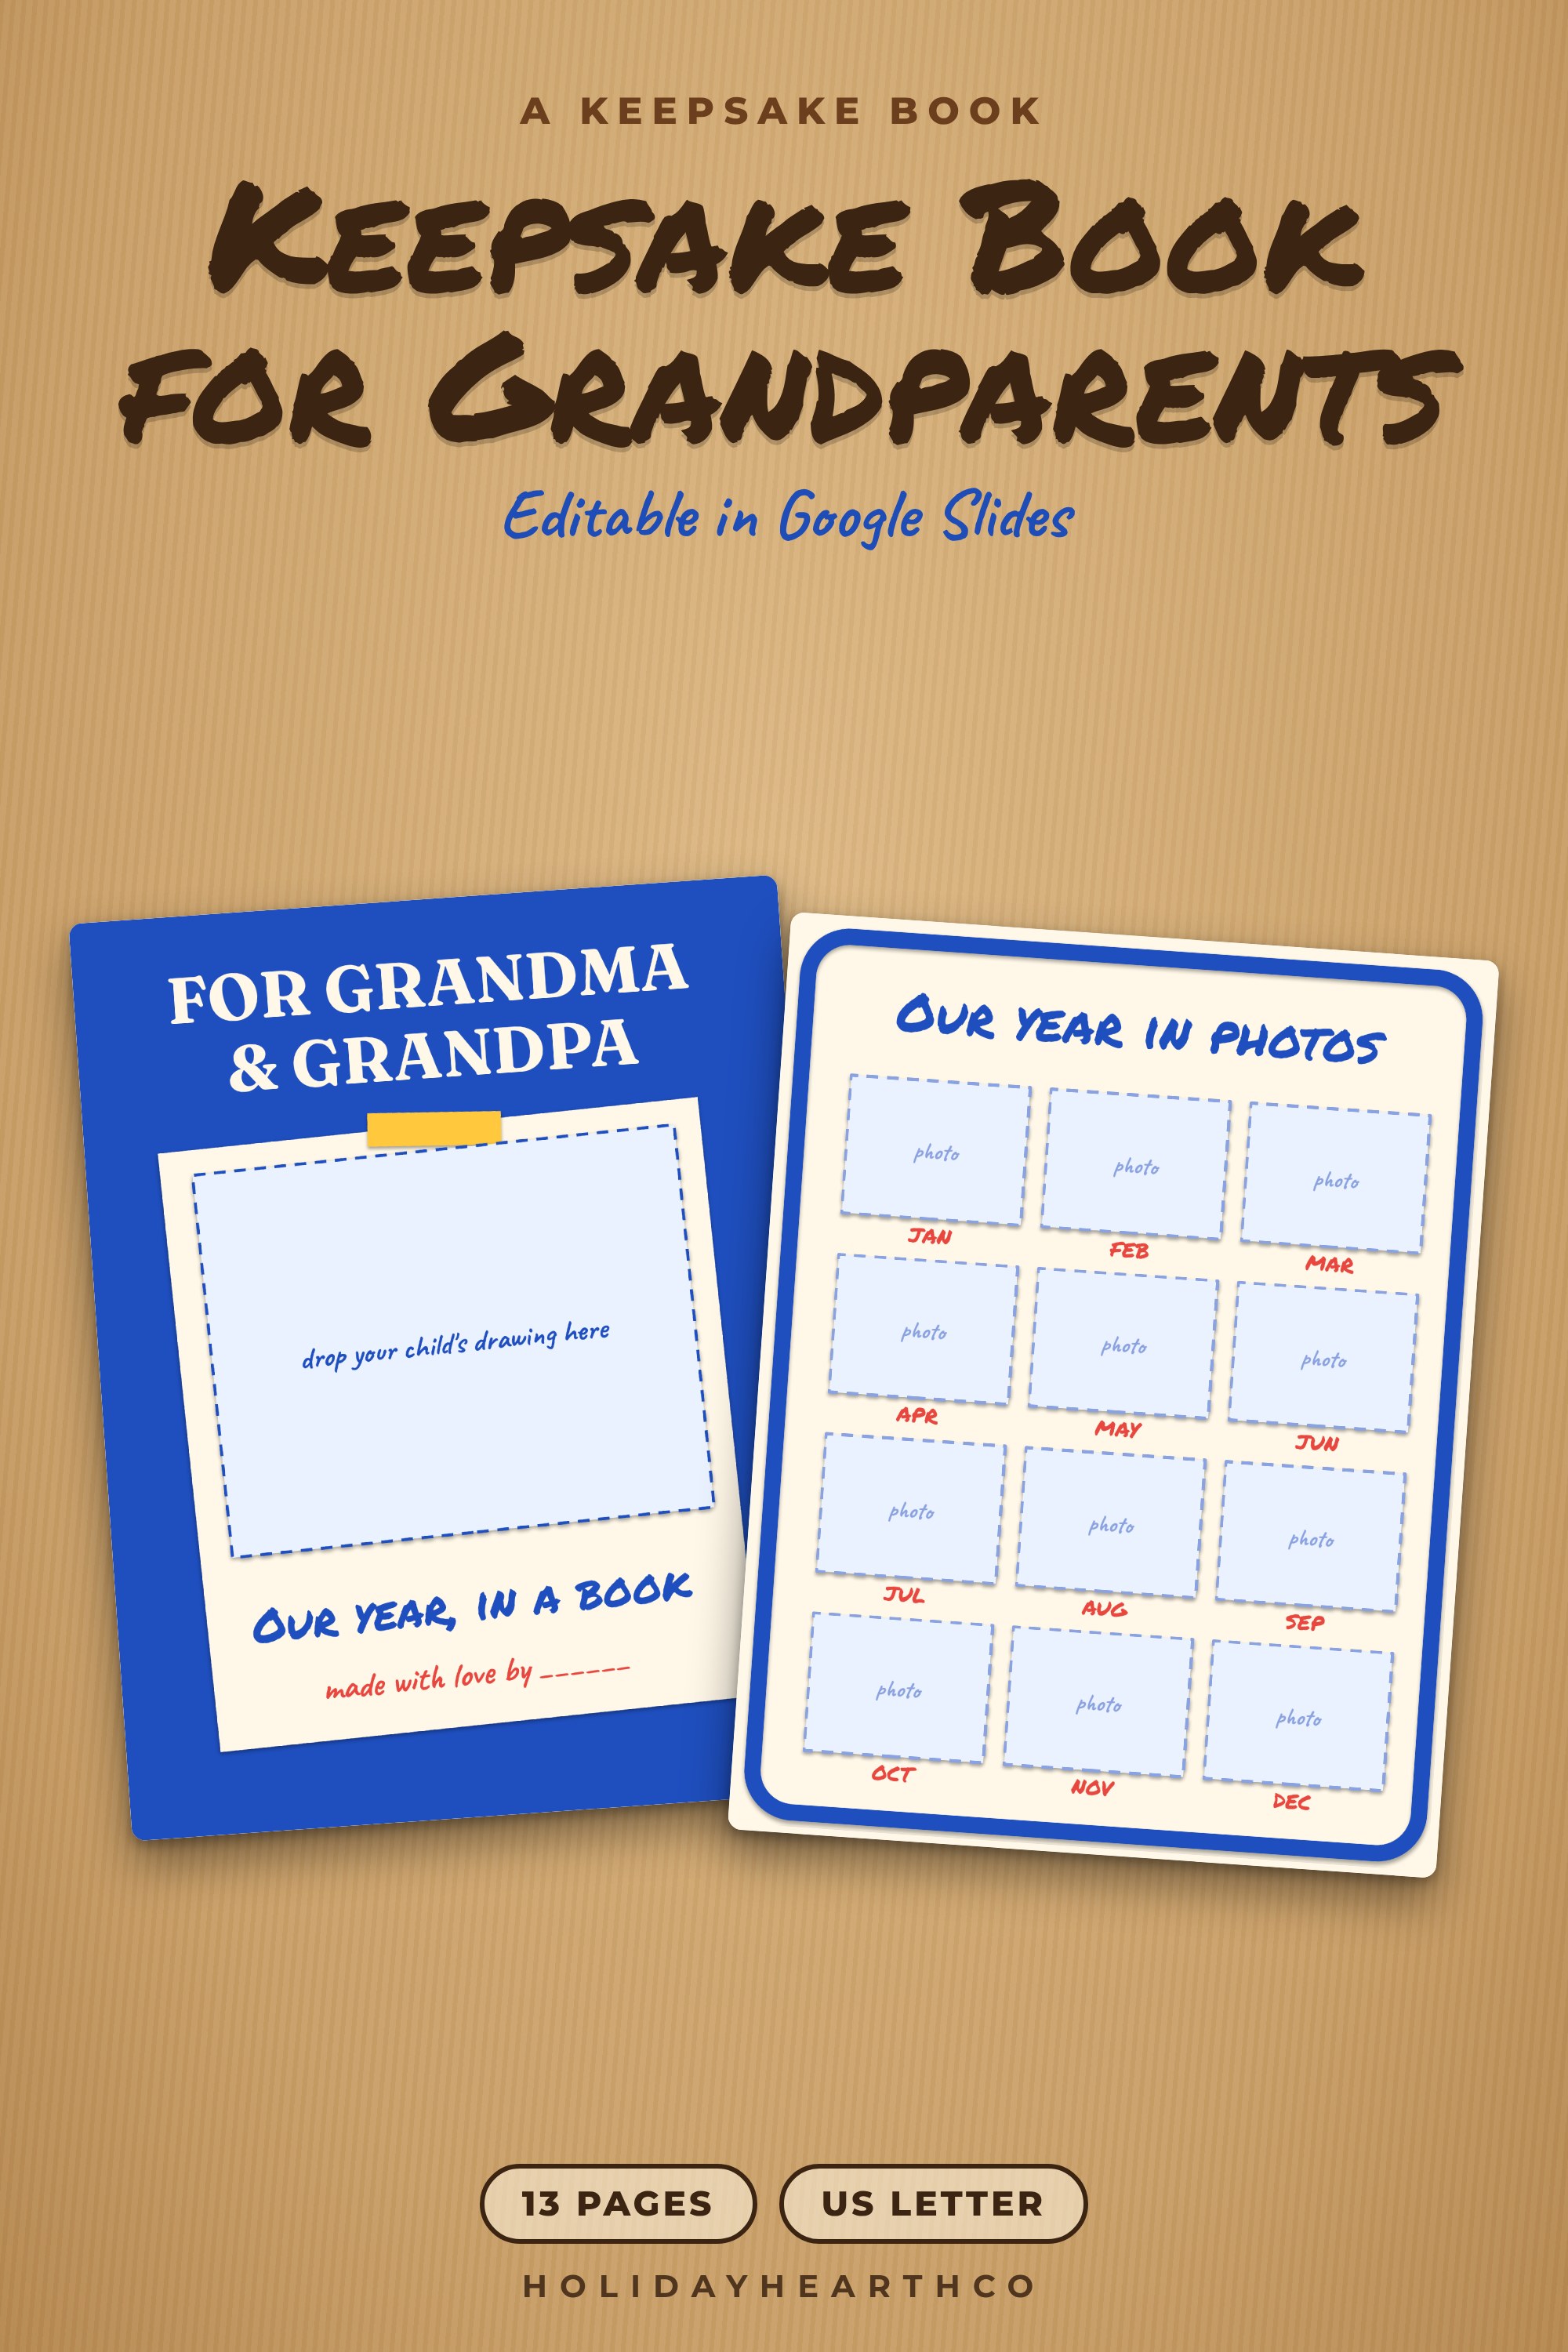 A KEEPSAKE BOOK
KEEPSAKE BOOK
FOR GRANDPARENTS
Editable in Google Slides
FOR GRANDMA
& GRANDPA
drop your child's drawing here
OUR YEAR, IN A BOOK
made with love by ______
OUR YEAR IN PHOTOS
photo photo photo
JAN FEB MAR
photo photo photo
APR MAY JUN
photo photo photo
JUL AUG SEP
photo photo photo
OCT NOV DEC
13 PAGES US LETTER
HOLIDAYHEARTHCO